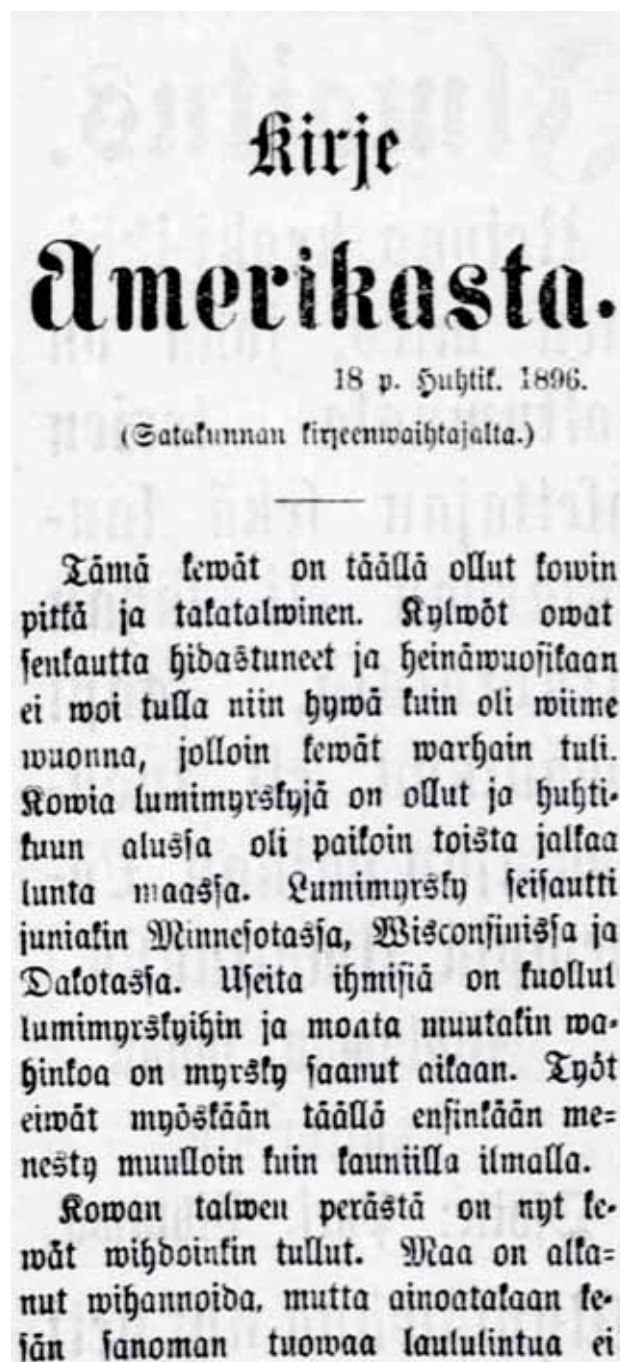 Kirje
Amerikasta.
18 p. Huhtik. 1896.
(Satakunnan kirjeenwaihtajalta.)
Tämä kewät on täällä ollut kowin
pitkä ja takatalwinen. Kylwöt owat
senkautta hidastuneet ja heinäwuosikaan
ei woi tulla niin hywä kuin oli wiime
wuonna, jolloin kewät warhain tuli.
Kowia lumimyrskyjä on ollut ja huhti-
kuun alussa oli paikoin toista jalkaa
lunta maassa. Lumimyrsky seisautti
juniakin Minnesotassa, Wisconsinissa ja
Dakotassa. Useita ihmisiä on kuollut
lumimyrskyihin ja monta muutakin wa-
hinkoa on myrsky saanut aikaan. Työt
eiwät myöskään täällä ensinkään me-
nesty muulloin kuin kauniilla ilmalla.
Kowan talwen perästä on nyt ke-
wät wihdoinkin tullut. Maa on alka-
nut wihannoida, mutta ainoatakaan ke-
sän sanoman tuowaa laululintua ei